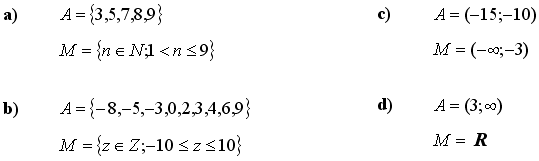 a) A = {3,5,7,8,9}
M = {n ∈ N;1 < n ≤ 9}
b) A = {−8,−5,−3,0,2,3,4,6,9}
M = {z ∈ Z;−10 ≤ z ≤ 10}
c) A = (−15;−10)
M = (−∞;−3)
d) A = (3;∞)
M = R